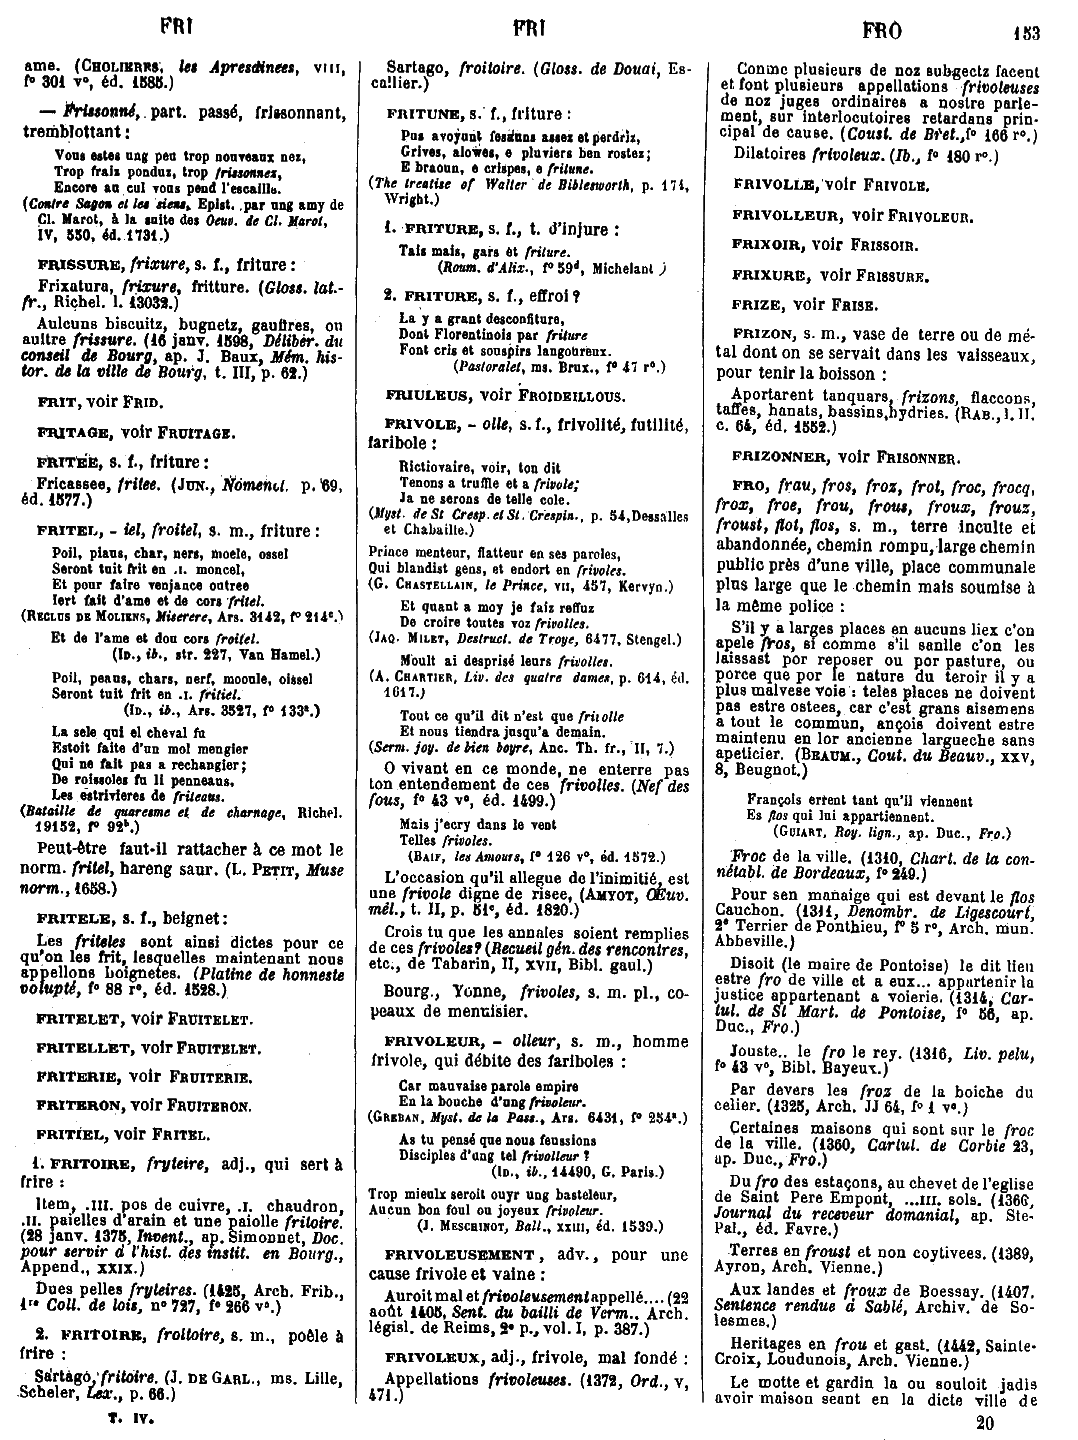 FRI
FRI
FRO
153
ame. (CHOLIERES, les Apresdinees, VIII,
f° 301 v°, éd. 1585.)
— Frissonné, part. passé, frissonnant,
tremblottant :
Vous estes ung peu trop nouveaux nez,
Trop frais ponduz, trop frissonnez,
Encore au cul vous pend l'escaille.
(Contre Sagon et les siens, Epist. par ung amy de
Cl. Marot, à la suite des Oeuv. de Cl. Marot,
IV, 550, éd. 1731.)
FRISSURE, frixure, s. f., friture :
Frixatura, frixure, fritture. (Gloss. lat.-
fr., Richel. l. 13032.)
Aulcuns biscuitz, bugnetz, gauffres, ou
aultre frissure. (16 janv. 1598, Délibér. du
conseil de Bourg, ap. J. Baux, Mém. his-
tor. de la ville de Bourg, t. III, p. 62.)
FRIT, voir FRID.
FRITAGE, voir FRUITAGE.
FRITEE, s. f., friture :
Fricassee, fritee. (JUN., Nomencl. p. 69,
éd. 1577.)
FRITEL, - iel, froitel, s. m., friture :
Poil, piaus, char, ners, moele, ossel
Seront tuit frit en .I. moncel,
Et pour faire venjance outree
Iert fait d'ame et de cors fritel.
(RECLUS DE MOLIENS, Miserere, Ars. 3142, f° 214ᵉ.)
Et de l'ame et dou cors froitel.
(ID., ib., str. 227, Van Hamel.)
Poil, peaus, chars, nerf, mooule, oissel
Seront tuit frit en .I. fritiel.
(ID., ib., Ars. 3527, f° 133ᵉ.)
La sele qui el cheval fu
Estoit faite d'un mol mengier
Qui ne fait pas a rechangier ;
De roissoles fu li penneaus,
Les estrivieres de friteaus.
(Bataille de quaresme et de charnage, Richel.
19152, f° 92ᵇ.)
Peut-être faut-il rattacher à ce mot le
norm. fritel, hareng saur. (L. PETIT, Muse
norm., 1658.)
FRITELE, s. f., beignet :
Les friteles sont ainsi dictes pour ce
qu'on les frit, lesquelles maintenant nous
appellons boignetes. (Platine de honneste
volupté, f° 88 r°, éd. 1528.)
FRITELET, voir FRUITELET.
FRITELLET, voir FRUITELET.
FRITERIE, voir FRUITERIE.
FRITERON, voir FRUITERON.
FRITIEL, voir FRITEL.
1. FRITOIRE, fryteire, adj., qui sert à
frire :
Item, .III. pos de cuivre, .I. chaudron,
.II. paielles d'arain et une paiolle fritoire.
(28 janv. 1375, Invent., ap. Simonnet, Doc.
pour servir à l'hist. des instit. en Bourg.,
Append., XXIX.)
Dues pelles fryteires. (1425, Arch. Frib.,
1ʳᵉ Coll. de lois, n° 727, f° 266 v°.)
2. FRITOIRE, froitoire, s. m., poêle à
frire :
Sartago, fritoire. (J. DE GARL., ms. Lille,
Scheler, Lex., p. 66.)
T. IV.
Sartago, froitoire. (Gloss. de Douai, Es-
callier.)
FRITUNE, s. f., friture :
Pus avoyunt fesauns assez et perdriz,
Grives, alowes, e pluviers ben rostez ;
E braoun, e crispes, e fritune.
(The treatise of Walter de Biblesworth, p. 174,
Wright.)
1. FRITURE, s. f., t. d'injure :
Tais mais, gars et friture.
(Roum. d'Alix., f° 59ᵈ, Michelant.)
2. FRITURE, s. f., effroi ?
La y a grant desconfiture,
Dont Florentinois par friture
Font cris et souspirs langoureux.
(Pastoralet, ms. Brux., f° 47 r°.)
FRIULEUS, voir FROIDEILLOUS.
FRIVOLE, - olle, s. f., frivolité, futilité,
faribole :
Rictiovaire, voir, ton dit
Tenons a truffle et a frivole;
Ja ne serons de telle cole.
(Myst. de St Cresp. et St. Crespin., p. 54, Dessalles
et Chabaille.)
Prince menteur, flatteur en ses paroles,
Qui blandist gens, et endort en frivoles.
(G. CHASTELLAIN, le Prince, VII, 457, Kervyn.)
Et quant a moy je fais reffuz
De croire toutes voz frivolles.
(JAQ. MILET, Destruct. de Troye, 6477, Stengel.)
Moult ai desprisé leurs frivolles.
(A. CHARTIER, Liv. des quatre dames, p. 614, éd.
1617.)
Tout ce qu'il dit n'est que frivolle
Et nous tiendra jusqu'a demain.
(Serm. joy. de bien boyre, Anc. Th. fr., II, 7.)
O vivant en ce monde, ne enterre pas
ton entendement de ces frivolles. (Nef des
fous, f° 43 v°, éd. 1499.)
Mais j'ecry dans le vent
Telles frivoles.
(BAIF, les Amours, f° 126 v°, éd. 1572.)
L'occasion qu'il allegue de l'inimitié, est
une frivole digne de risee, (AMYOT, Œuv.
mél., t. II, p. 51ᵉ, éd. 1820.)
Crois tu que les annales soient remplies
de ces frivoles? (Recueil gén. des rencontres,
etc., de Tabarin, II, XVII, Bibl. gaul.)
Bourg., Yonne, frivoles, s. m. pl., co-
peaux de menuisier.
FRIVOLEUR, - olleur, s. m., homme
frivole, qui débite des fariboles :
Car mauvaise parole empire
En la bouche d'ung frivoleur.
(GREBAN, Myst. de la Pass., Ars. 6431, f° 254ᵃ.)
As tu pensé que nous feussions
Disciples d'ung tel frivolleur ?
(ID., ib., 14490, G. Paris.)
Trop mieulx seroit ouyr ung basteleur,
Aucun bon foul ou joyeux frivoleur.
(J. MESCHINOT, Ball., XXIII, éd. 1539.)
FRIVOLEUSEMENT, adv., pour une
cause frivole et vaine :
Auroit mal et frivoleusement appellé... (22
août 1405, Sent. du bailli de Verm., Arch.
législ. de Reims, 2ᵉ p., vol. I, p. 387.)
FRIVOLEUX, adj., frivole, mal fondé :
Appellations frivoleuses. (1372, Ord., V,
471.)
Comme plusieurs de noz subgectz facent
et font plusieurs appellations frivoleuses
de noz juges ordinaires a nostre parle-
ment, sur interlocutoires retardans prin-
cipal de cause. (Coust. de Bret., f° 166 r°.)
Dilatoires frivoleux. (Ib., f° 180 r°.)
FRIVOLLE, voir FRIVOLE.
FRIVOLLEUR, voir FRIVOLEUR.
FRIXOIR, voir FRISSOIR.
FRIXURE, voir FRISSURE.
FRIZE, voir FRISE.
FRIZON, s. m., vase de terre ou de mé-
tal dont on se servait dans les vaisseaux,
pour tenir la boisson :
Aportarent tanquars, frizons, flaccons,
tasses, hanats, bassins, hydries. (RAB., l. II.
c. 64, éd. 1552.)
FRIZONNER, voir FRISONNER.
FRO, frau, fros, froz, frot, froc, frocq,
frox, froe, frou, frous, froux, frouz,
froust, flot, flos, s. m., terre inculte et
abandonnée, chemin rompu, large chemin
public près d'une ville, place communale
plus large que le chemin mais soumise à
la même police :
S'il y a larges places en aucuns liex c'on
apele fros, si comme s'il sanlle c'on les
laissast por reposer ou por pasture, ou
porce que por le nature du teroir il y a
plus malvese voie : teles places ne doivent
pas estre ostees, car c'est grans aisemens
a tout le commun, ançois doivent estre
maintenu en lor ancienne largueche sans
apeticier. (BEAUM., Cout. du Beauv., XXV,
8, Beugnot.)
François errent tant qu'il viennent
Es flos qui lui appartiennent.
(GUIART, Roy. lign., ap. Duc., Fro.)
Froc de la ville. (1310, Chart. de la con-
nétabl. de Bordeaux, f° 249.)
Pour sen manaige qui est devant le flos
Cauchon. (1311, Denombr. de Ligescourt,
2ᵉ Terrier de Ponthieu, f° 5 r°, Arch. mun.
Abbeville.)
Disoit (le maire de Pontoise) le dit lieu
estre fro de ville et a eux... appartenir la
justice appartenant a voierie. (1314, Car-
tul. de St Mart. de Pontoise, f° 56, ap.
Duc., Fro.)
Jouste.. le fro le rey. (1316, Liv. pelu,
f° 43 v°, Bibl. Bayeux.)
Par devers les froz de la boiche du
celier. (1325, Arch. JJ 64, f° 1 v°.)
Certaines maisons qui sont sur le froc
de la ville. (1360, Cartul. de Corbie 23,
ap. Duc., Fro.)
Du fro des estaçons, au chevet de l'eglise
de Saint Pere Empont, ...III. sols. (1366,
Journal du receveur domanial, ap. Ste-
Pal., éd. Favre.)
Terres en froust et non coytivees. (1389,
Ayron, Arch. Vienne.)
Aux landes et froux de Boessay. (1407.
Sentence rendue à Sablé, Archiv. de So-
lesmes.)
Heritages en frou et gast. (1442, Sainte-
Croix, Loudunois, Arch. Vienne.)
Le motte et gardin la ou souloit jadis
avoir maison seant en la dicte ville de
20